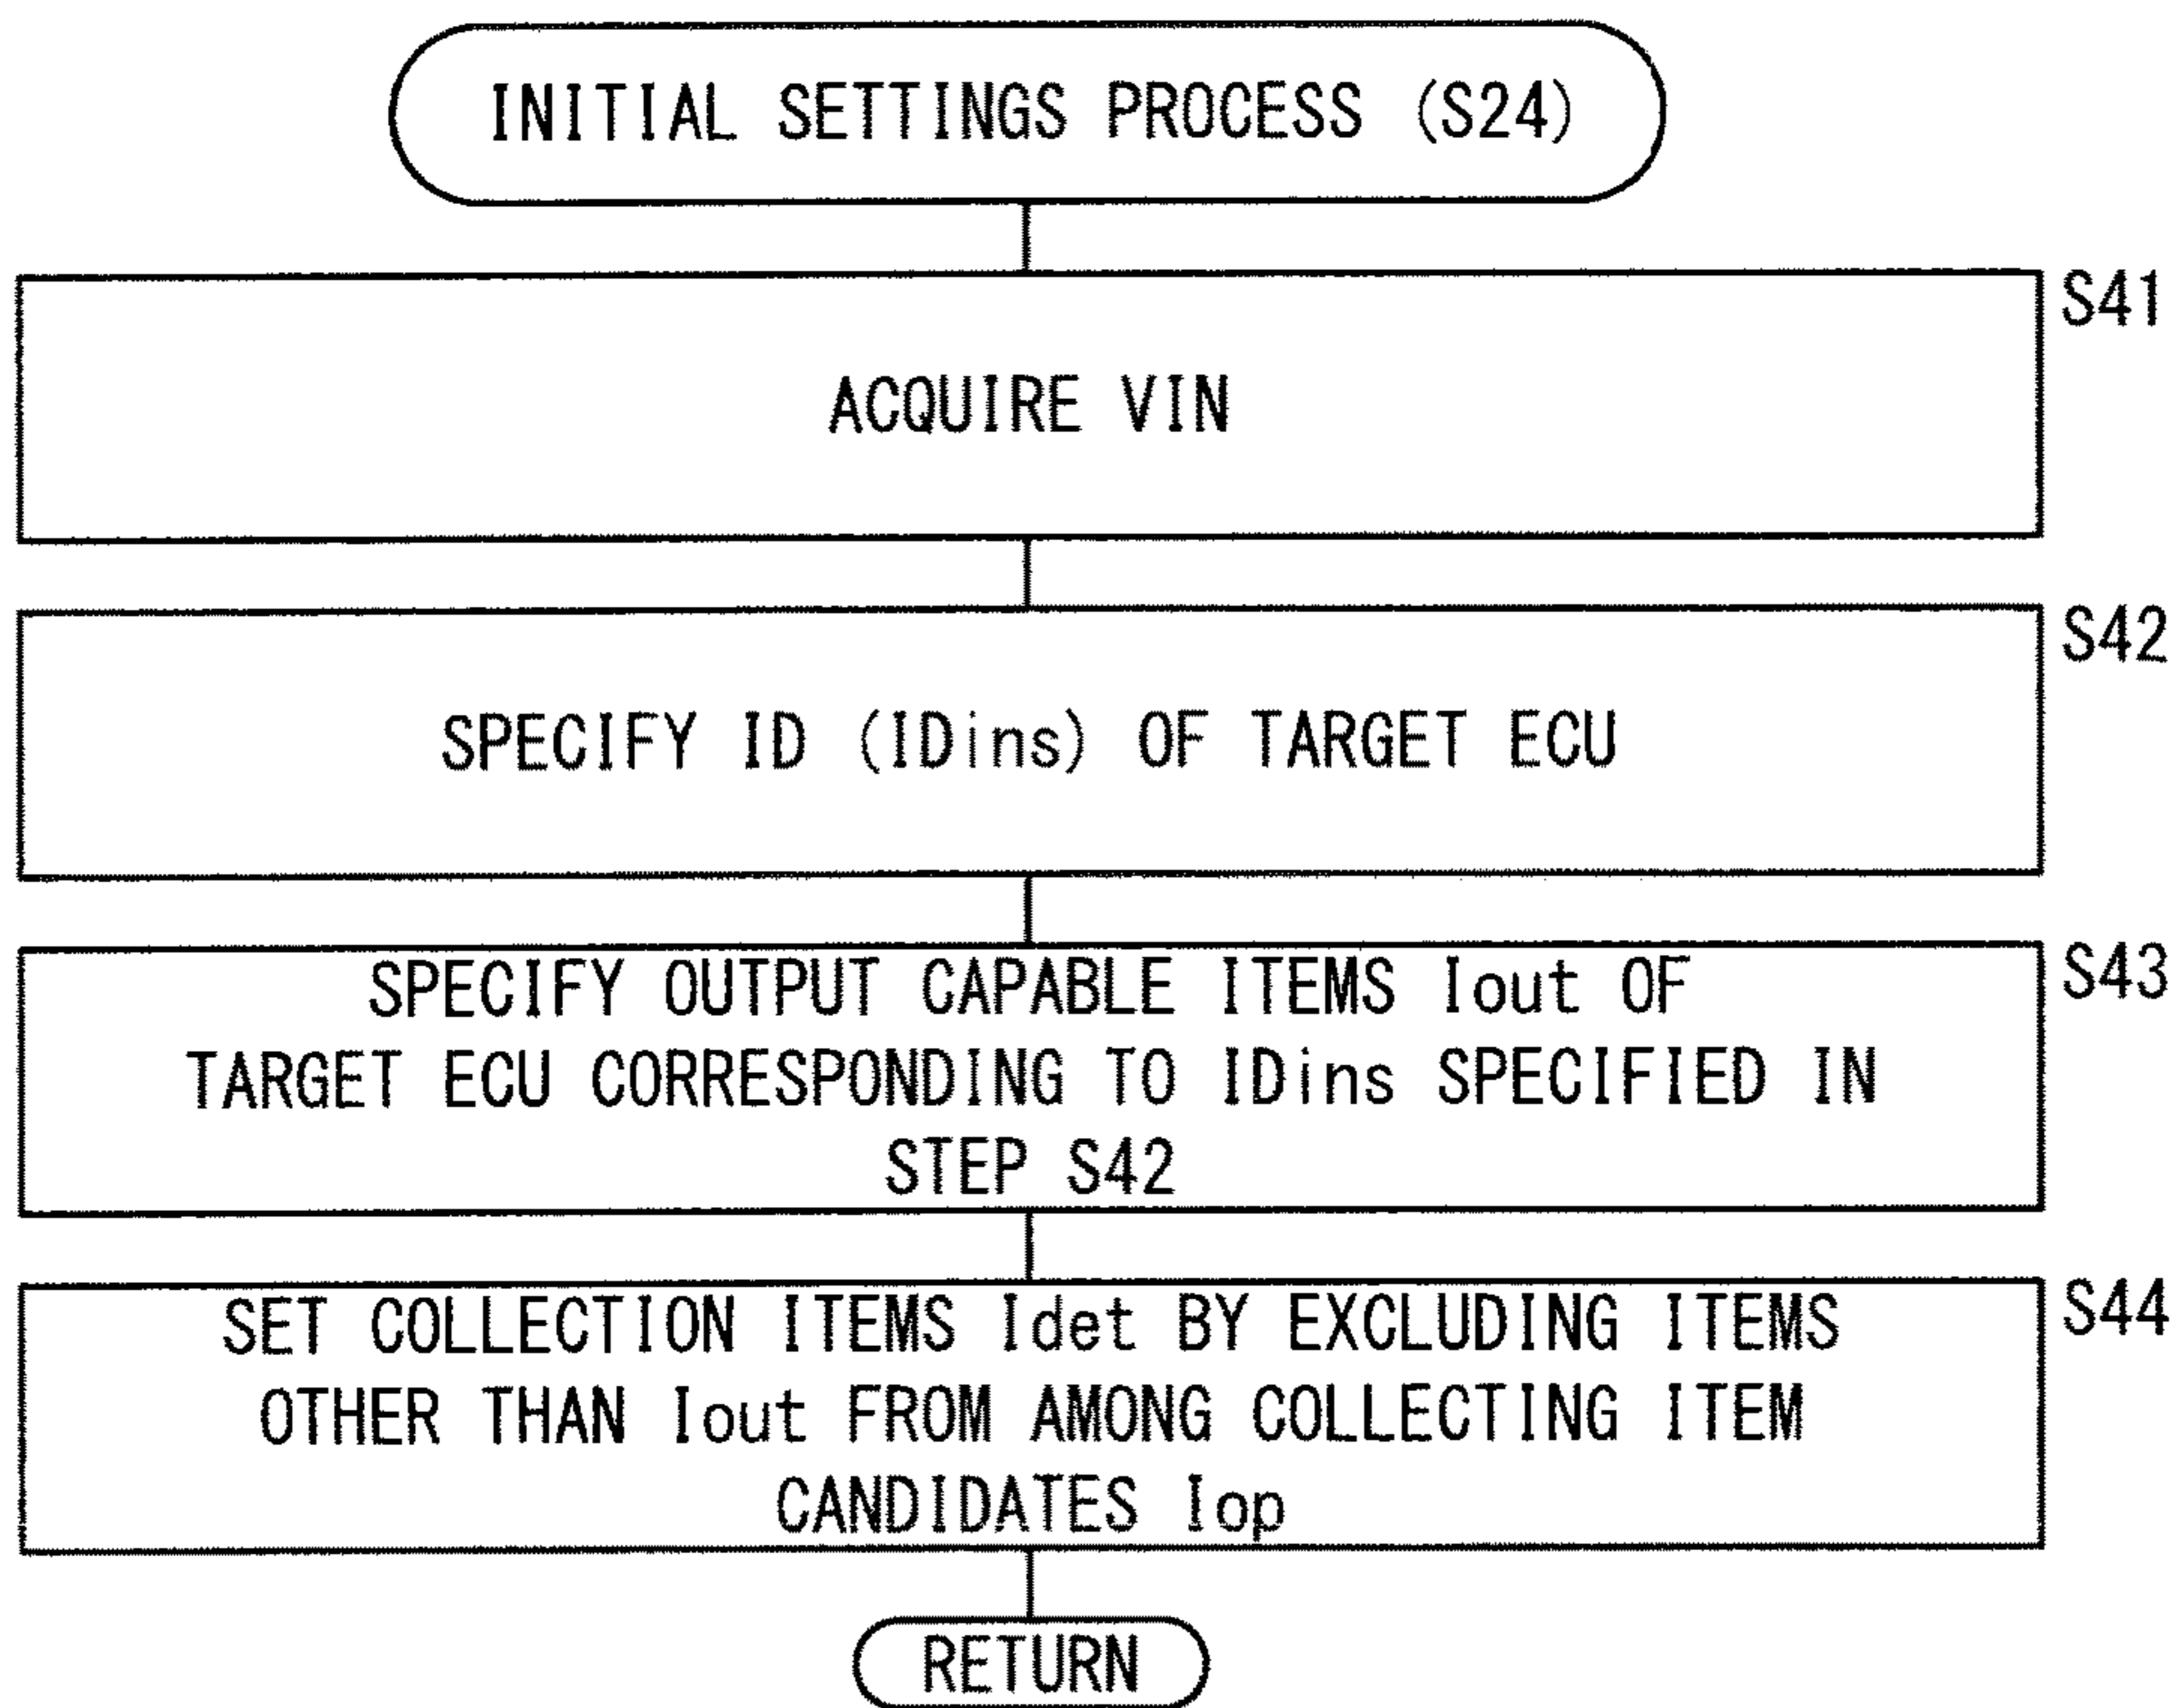 INITIAL SETTINGS PROCESS (S24)
S41
ACQUIRE VIN
S42
SPECIFY ID (IDins) OF TARGET ECU
S43
SPECIFY OUTPUT CAPABLE ITEMS Iout OF
TARGET ECU CORRESPONDING TO IDins SPECIFIED IN
STEP S42
S44
SET COLLECTION ITEMS Idet BY EXCLUDING ITEMS
OTHER THAN Iout FROM AMONG COLLECTING ITEM
CANDIDATES Iop
RETURN